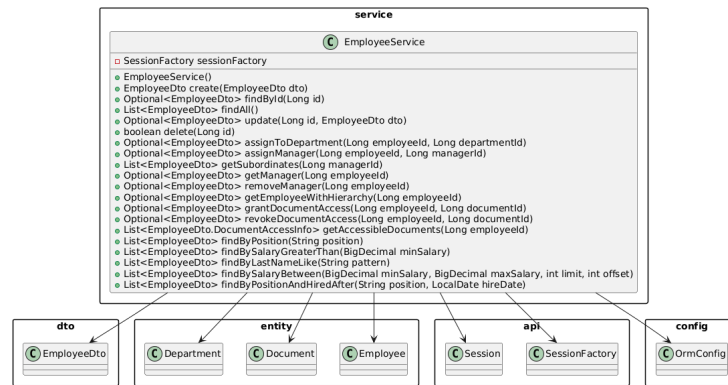 service
C EmployeeService
SessionFactory sessionFactory
EmployeeService()
EmployeeDto create(EmployeeDto dto)
Optional<EmployeeDto> findById(Long id)
List<EmployeeDto> findAll()
Optional<EmployeeDto> update(Long id, EmployeeDto dto)
boolean delete(Long id)
Optional<EmployeeDto> assignToDepartment(Long employeeId, Long departmentId)
Optional<EmployeeDto> assignManager(Long employeeId, Long managerId)
List<EmployeeDto> getSubordinates(Long managerId)
Optional<EmployeeDto> getManager(Long employeeId)
Optional<EmployeeDto> removeManager(Long employeeId)
Optional<EmployeeDto> getEmployeeWithHierarchy(Long employeeId)
Optional<EmployeeDto> grantDocumentAccess(Long employeeId, Long documentId)
Optional<EmployeeDto> revokeDocumentAccess(Long employeeId, Long documentId)
List<EmployeeDto.DocumentAccessInfo> getAccessibleDocuments(Long employeeId)
List<EmployeeDto> findByPosition(String position)
List<EmployeeDto> findBySalaryGreaterThan(BigDecimal minSalary)
List<EmployeeDto> findByLastNameLike(String pattern)
List<EmployeeDto> findBySalaryBetween(BigDecimal minSalary, BigDecimal maxSalary, int limit, int offset)
List<EmployeeDto> findByPositionAndHiredAfter(String position, LocalDate hireDate)
dto
C EmployeeDto
entity
C Department
C Document
C Employee
api
C Session
C SessionFactory
config
C OrmConfig